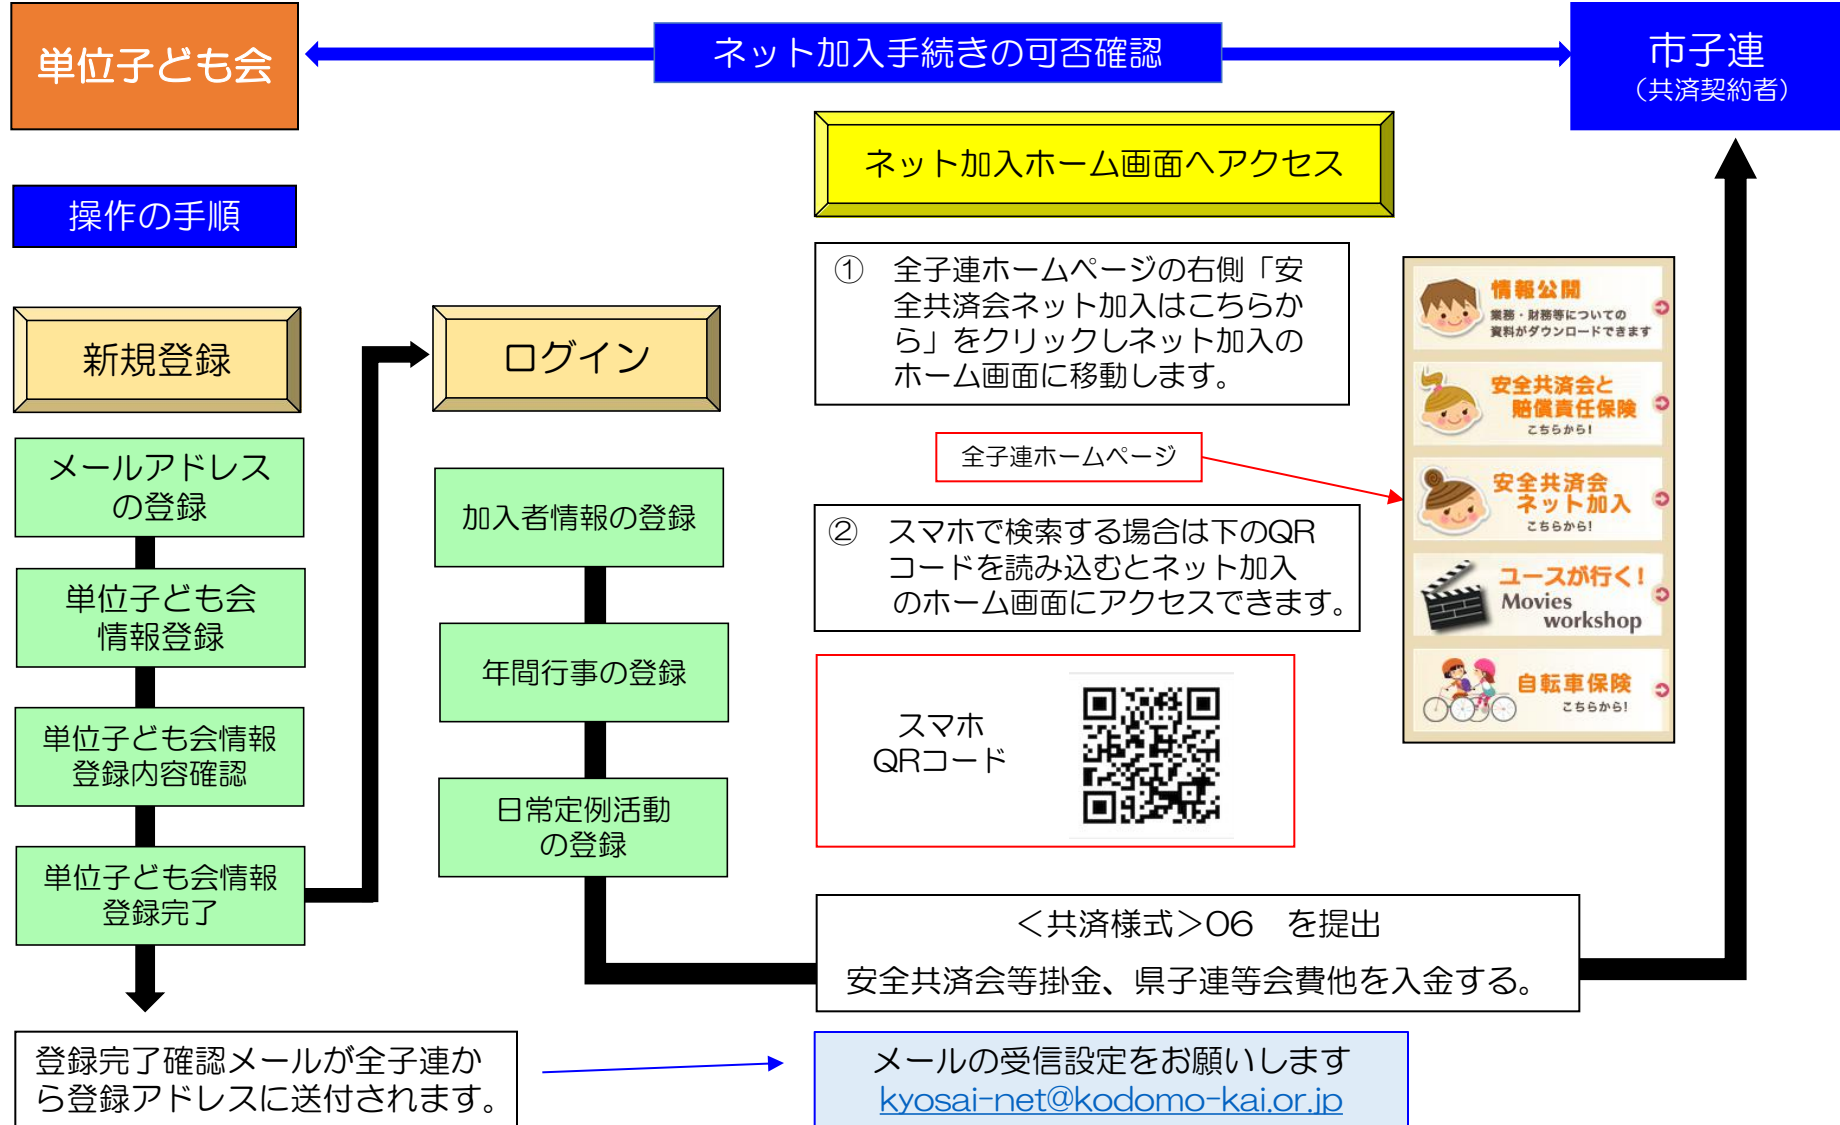 単位子ども会
ネット加入手続きの可否確認
市子連
（共済契約者）
操作の手順
ネット加入ホーム画面へアクセス
新規登録
メールアドレス
の登録
単位子ども会
情報登録
単位子ども会情報
登録内容確認
単位子ども会情報
登録完了
登録完了確認メールが全子連か
ら登録アドレスに送付されます。
ログイン
加入者情報の登録
年間行事の登録
日常定例活動
の登録
① 全子連ホームページの右側「安
全共済会ネット加入はこちらか
ら」をクリックしネット加入の
ホーム画面に移動します。
全子連ホームページ
② スマホで検索する場合は下のQR
コードを読み込むとネット加入
のホーム画面にアクセスできます。
スマホ
QRコード
情報公開
業務・財務等についての
資料がダウンロードできます
安全共済会と
賠償責任保険
こちらから!
安全共済会
ネット加入
こちらから!
ユースが行く!
Movies
workshop
自転車保険
こちらから!
＜共済様式＞06　を提出
安全共済会等掛金、県子連等会費他を入金する。
メールの受信設定をお願いします
kyosai-net@kodomo-kai.or.jp